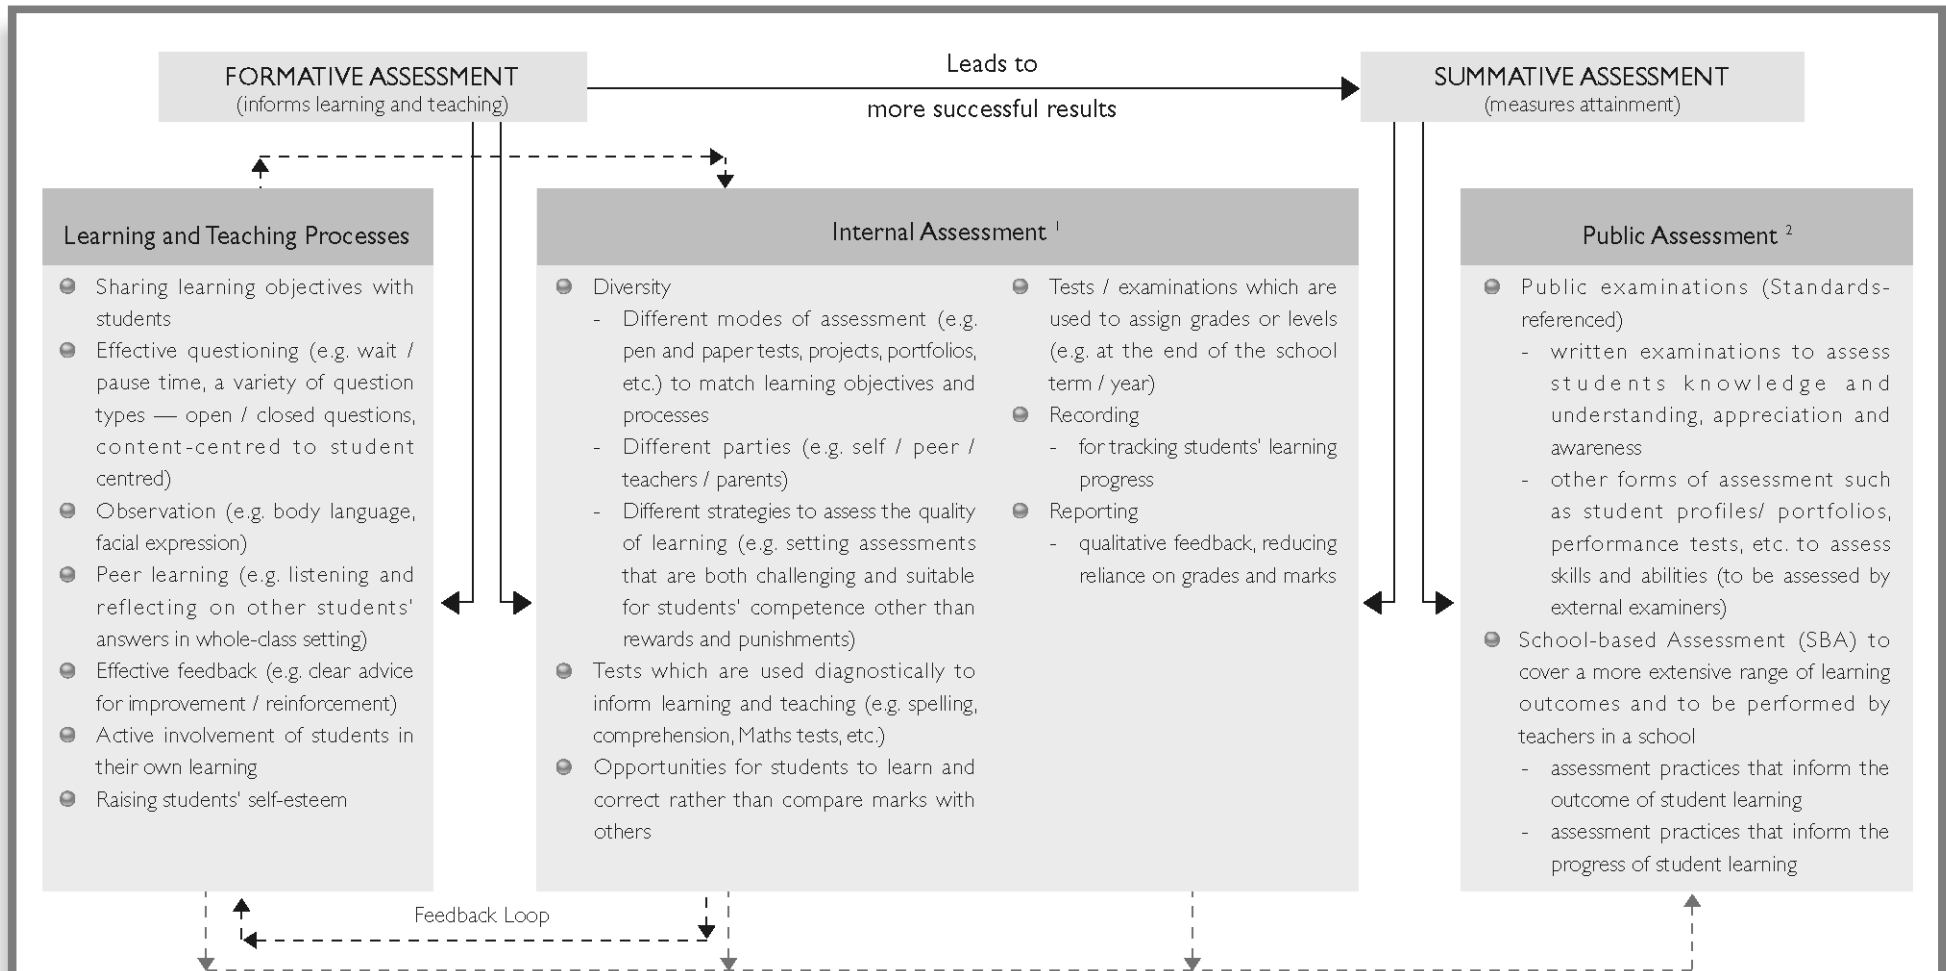 FORMATIVE ASSESSMENT
(informs learning and teaching)
Leads to
more successful results
SUMMATIVE ASSESSMENT
(measures attainment)
Learning and Teaching Processes
Sharing learning objectives with
students
Effective questioning (e.g. wait /
pause time, a variety of question
types — open / closed questions,
content-centred to student
centred)
Observation (e.g. body language,
facial expression)
Peer learning (e.g. listening and
reflecting on other students'
answers in whole-class setting)
Effective feedback (e.g. clear advice
for improvement / reinforcement)
Active involvement of students in
their own learning
Raising students' self-esteem
Internal Assessment 1
Diversity
- Different modes of assessment (e.g.
pen and paper tests, projects, portfolios,
etc.) to match learning objectives and
processes
- Different parties (e.g. self / peer /
teachers / parents)
- Different strategies to assess the quality
of learning (e.g. setting assessments
that are both challenging and suitable
for students' competence other than
rewards and punishments)
Tests which are used diagnostically to
inform learning and teaching (e.g. spelling,
comprehension, Maths tests, etc.)
Opportunities for students to learn and
correct rather than compare marks with
others
Tests / examinations which are
used to assign grades or levels
(e.g. at the end of the school
term / year)
Recording
- for tracking students' learning
progress
Reporting
- qualitative feedback, reducing
reliance on grades and marks
Public Assessment 2
Public examinations (Standards-
referenced)
- written examinations to assess
students knowledge and
understanding, appreciation and
awareness
- other forms of assessment such
as student profiles/ portfolios,
performance tests, etc. to assess
skills and abilities (to be assessed by
external examiners)
School-based Assessment (SBA) to
cover a more extensive range of learning
outcomes and to be performed by
teachers in a school
- assessment practices that inform the
outcome of student learning
- assessment practices that inform the
progress of student learning
Feedback Loop